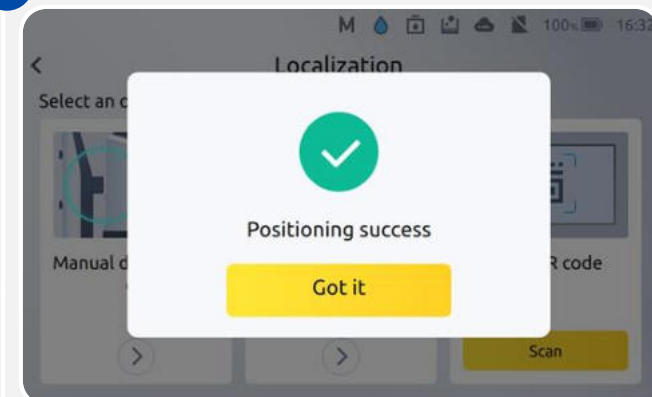 M 100% 16:32
Localization
Select an
Positioning success
Manual
R code
Got it
Scan